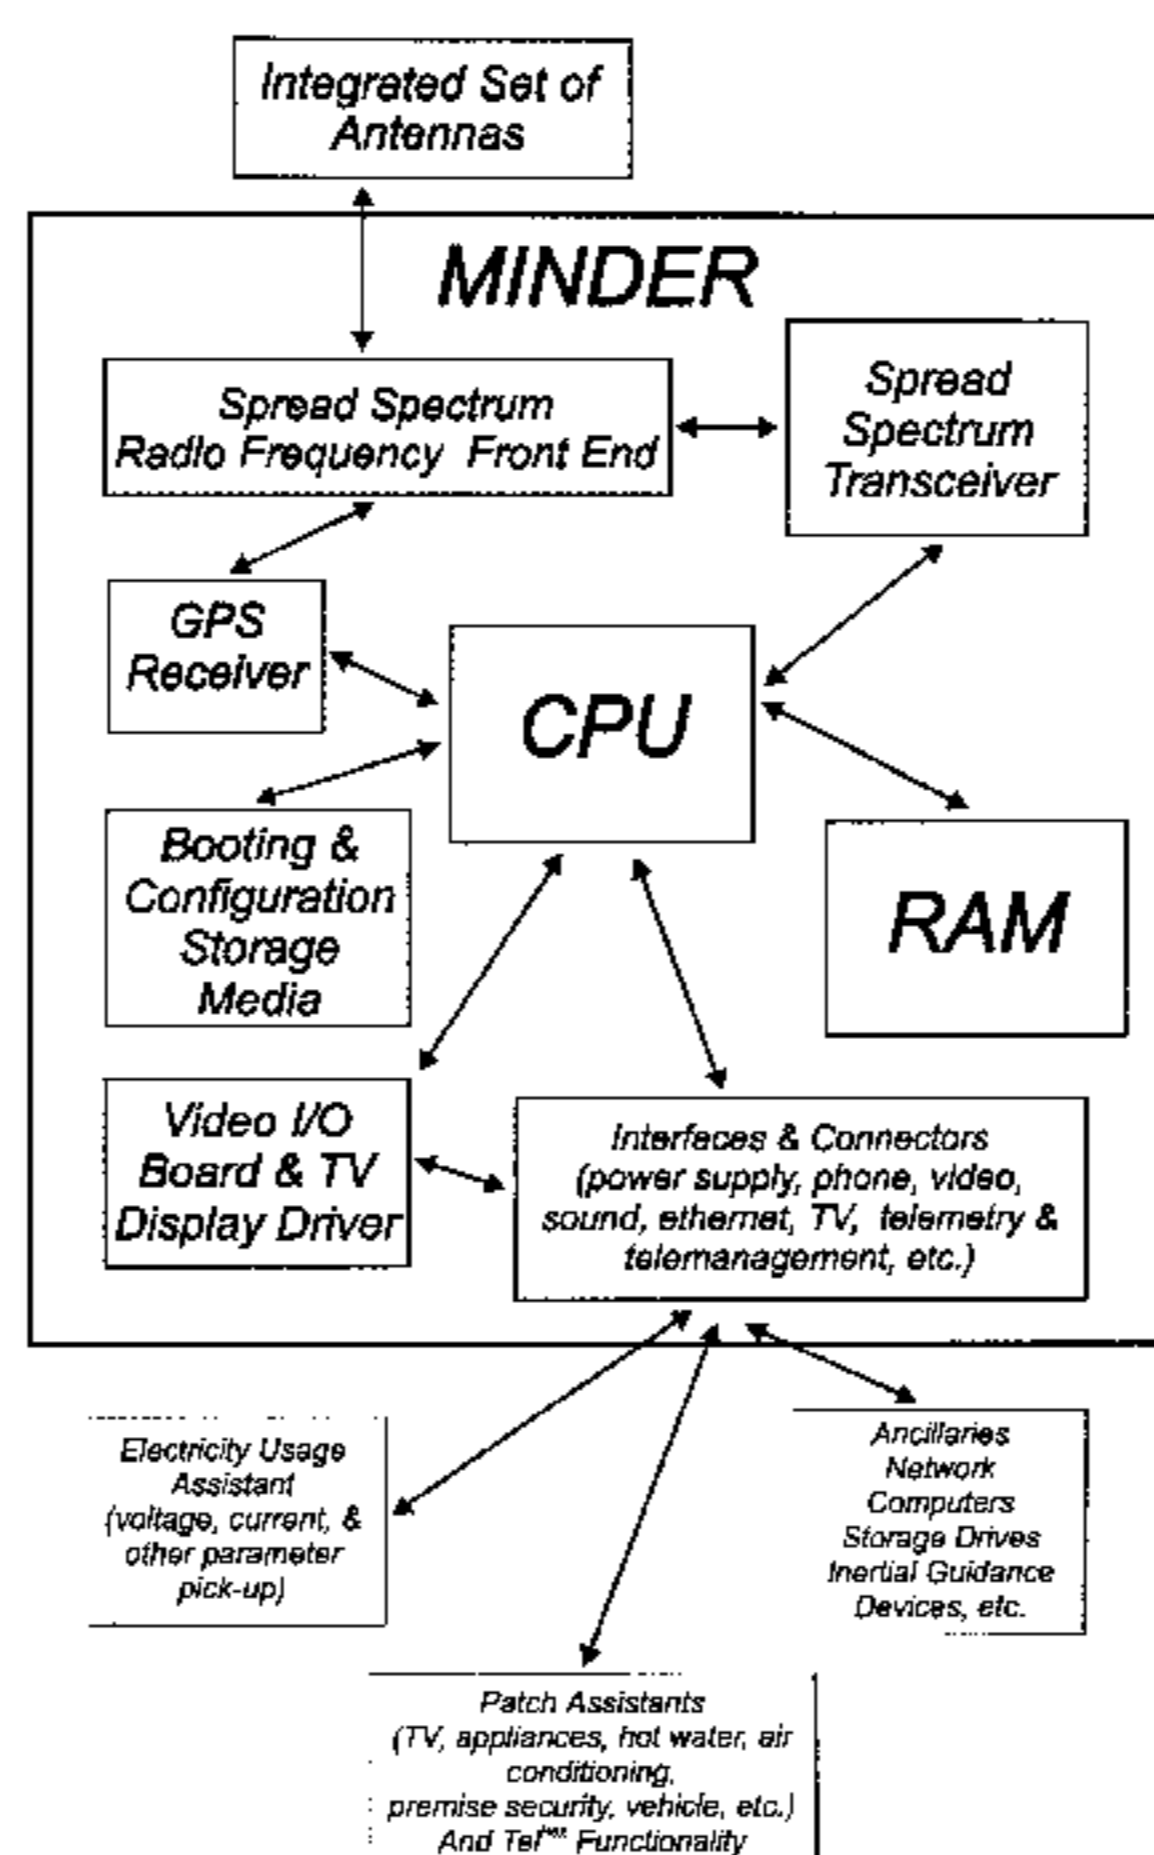 Integrated Set of
Antennas
MINDER
Spread Spectrum
Radio Frequency Front End
Spread
Spectrum
Transceiver
GPS
Receiver
CPU
Booting &
Configuration
Storage
Media
RAM
Video I/O
Board & TV
Display Driver
Interfaces & Connectors
(power supply, phone, video,
sound, ethernet, TV, telemetry &
telemanagement, etc.)
Electricity Usage
Assistant
(voltage, current, &
other parameter
pick-up)
Ancillaries
Network
Computers
Storage Drives
Inertial Guidance
Devices, etc.
Patch Assistants
(TV, appliances, hot water, air
conditioning,
premise security, vehicle, etc.)
And Functionality